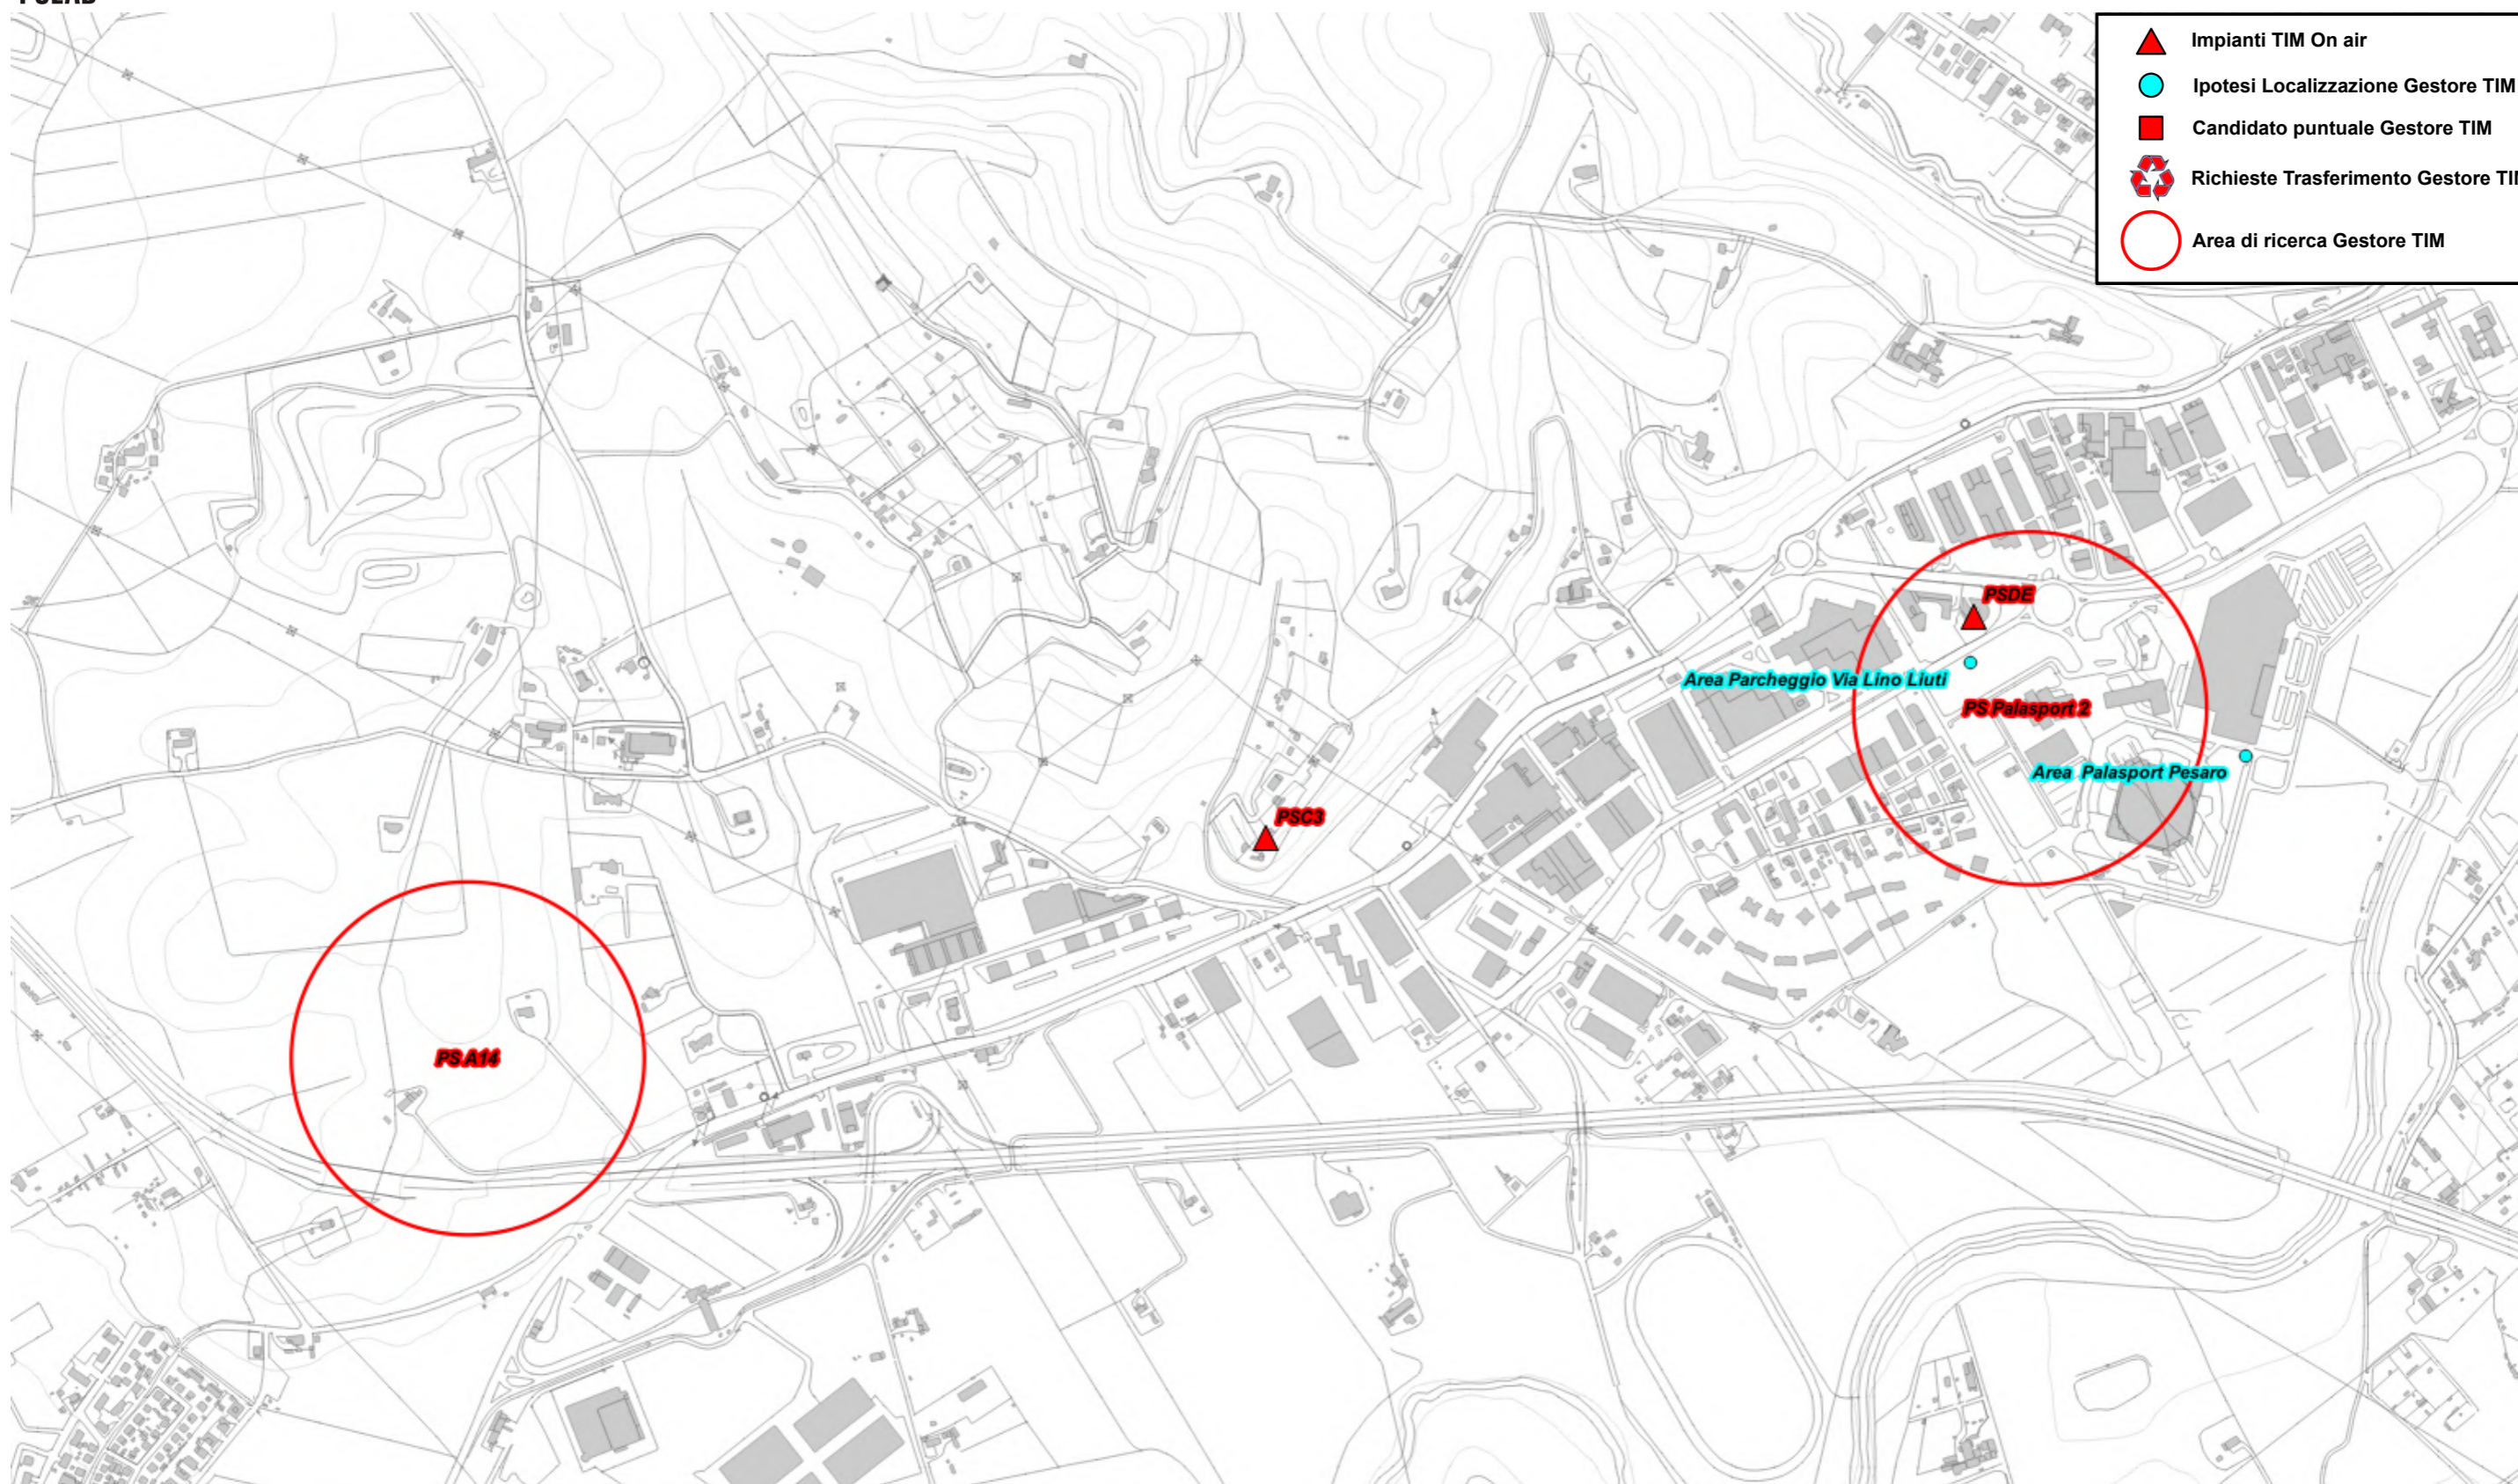 Impianti TIM On air
Ipotesi Localizzazione Gestore TIM
Candidato puntuale Gestore TIM
Richieste Trasferimento Gestore TI
Area di ricerca Gestore TIM
PSDE
Area Parcheggio Via Lino Liuti
PS Palasport 2
Area Palasport Pesaro
PSC3
PS A14